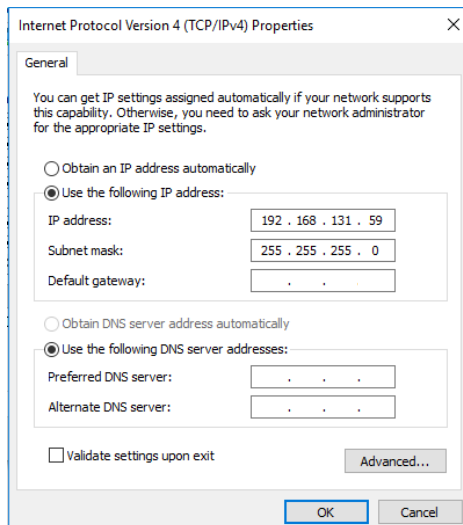 Internet Protocol Version 4 (TCP/IPv4) Properties
General
You can get IP settings assigned automatically if your network supports
this capability. Otherwise, you need to ask your network administrator
for the appropriate IP settings.
Obtain an IP address automatically
Use the following IP address:
IP address: 192 . 168 . 131 . 59
Subnet mask: 255 . 255 . 255 . 0
Default gateway: . .
Obtain DNS server address automatically
Use the following DNS server addresses:
Preferred DNS server: . . .
Alternate DNS server: . . .
Validate settings upon exit
Advanced...
OK Cancel